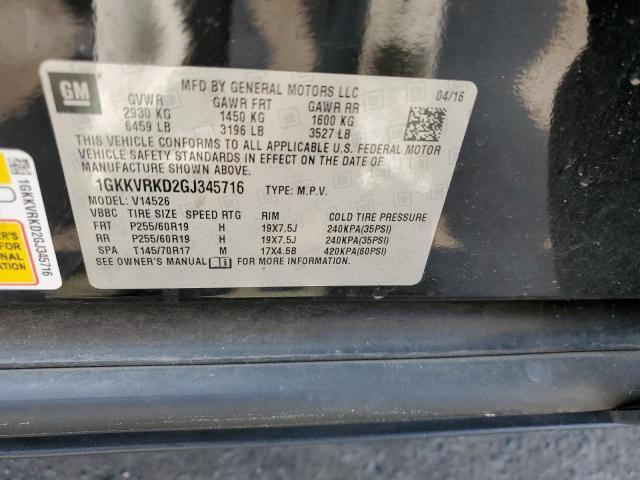 GM
MFD BY GENERAL MOTORS LLC
04/16
GVWR GAWR FRT GAWR RR
2930 KG 1450 KG 1600 KG
6459 LB 3196 LB 3527 LB
THIS VEHICLE CONFORMS TO ALL APPLICABLE U.S. FEDERAL MOTOR
VEHICLE SAFETY STANDARDS IN EFFECT ON THE DATE OF
MANUFACTURE SHOWN ABOVE.
1GKKVRKD2GJ345716 TYPE: M.P.V.
MODEL: V14526
VBBC TIRE SIZE SPEED RTG RIM COLD TIRE PRESSURE
FRT P255/60R19 H 19X7.5J 240KPA(35PSI)
RR P255/60R19 H 19X7.5J 240KPA(35PSI)
SPA T145/70R17 M 17X4.5B 420KPA(60PSI)
SEE OWNER'S MANUAL FOR MORE INFORMATION.
1GKKVRKD2GJ345716
ER'S
FOR
ONAL
ATION